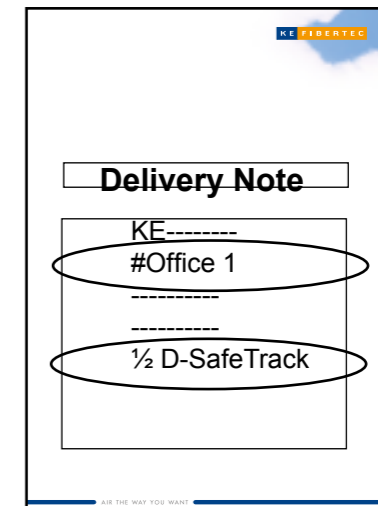 KE FIBERTEC
Delivery Note
KE--------
#Office 1
----------
----------
½ D-SafeTrack
AIR THE WAY YOU WANT